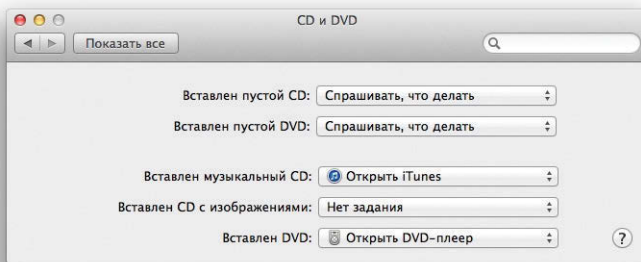 CD и DVD
Показать все
Вставлен пустой CD: Спрашивать, что делать
Вставлен пустой DVD: Спрашивать, что делать
Вставлен музыкальный CD: Открыть iTunes
Вставлен CD с изображениями: Нет задания
Вставлен DVD: Открыть DVD-плеер
?